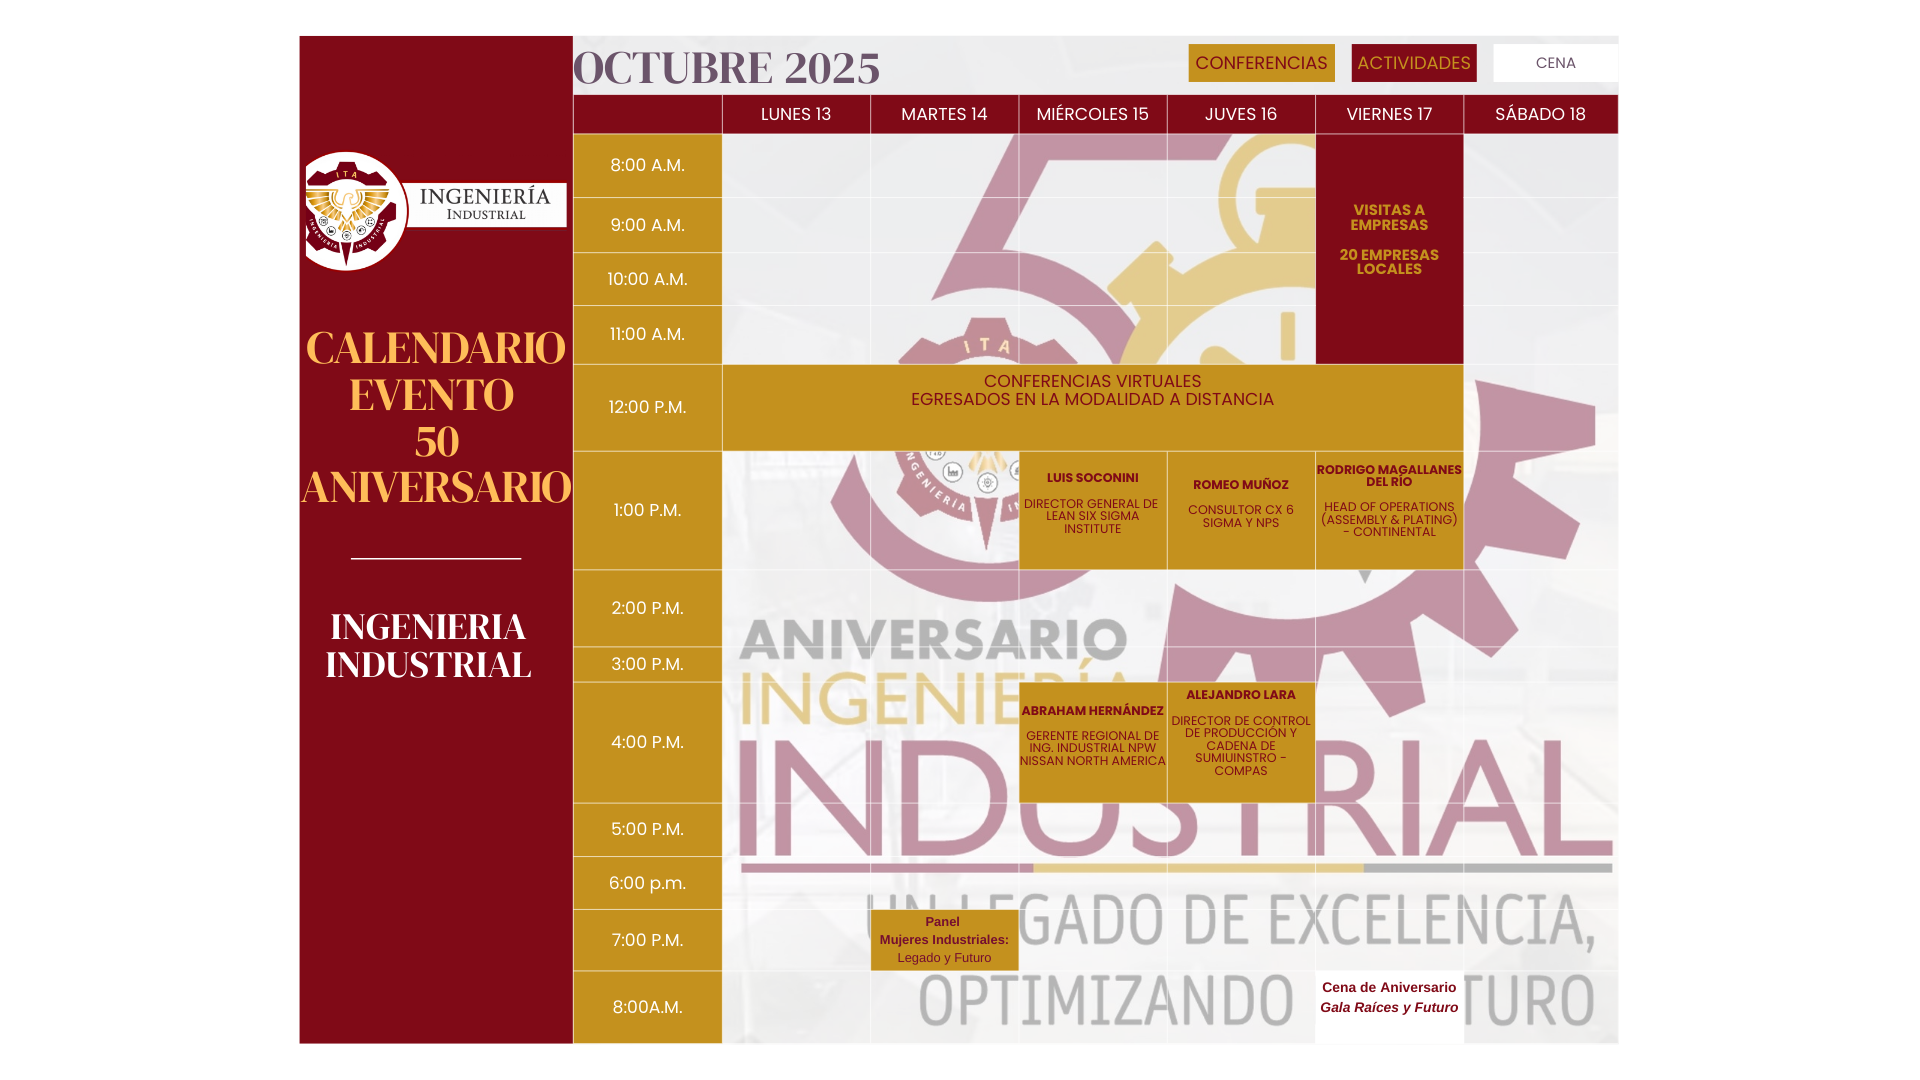 OCTUBRE 2025
CONFERENCIAS
ACTIVIDADES
CENA
LUNES 13
MARTES 14
MIÉRCOLES 15
JUVES 16
VIERNES 17
SÁBADO 18
ITA
INGENIERÍA INDUSTRIAL
INGENIERÍA
INDUSTRIAL
CALENDARIO
EVENTO
50
ANIVERSARIO
INGENIERIA
INDUSTRIAL
8:00 A.M.
VISITAS A
EMPRESAS
20 EMPRESAS
LOCALES
9:00 A.M.
10:00 A.M.
11:00 A.M.
ITA
12:00 P.M.
CONFERENCIAS VIRTUALES
EGRESADOS EN LA MODALIDAD A DISTANCIA
1:00 P.M.
INGENIERÍA
LUIS SOCONINI
DIRECTOR GENERAL DE
LEAN SIX SIGMA
INSTITUTE
ROMEO MUÑOZ
CONSULTOR CX 6
SIGMA Y NPS
RODRIGO MAGALLANES
DEL RÍO
HEAD OF OPERATIONS
(ASSEMBLY & PLATING)
- CONTINENTAL
2:00 P.M.
ANIVERSARIO
3:00 P.M.
INGENIERÍA
4:00 P.M.
ABRAHAM HERNÁNDEZ
GERENTE REGIONAL DE
ING. INDUSTRIAL NPW
NISSAN NORTH AMERICA
ALEJANDRO LARA
DIRECTOR DE CONTROL
DE PRODUCCIÓN Y
CADENA DE
SUMIUINSTRO -
COMPAS
INDUSTRIAL
5:00 P.M.
6:00 p.m.
UN LEGADO DE EXCELENCIA,
7:00 P.M.
Panel
Mujeres Industriales:
Legado y Futuro
8:00A.M.
OPTIMIZANDO
TURO
Cena de Aniversario
Gala Raíces y Futuro